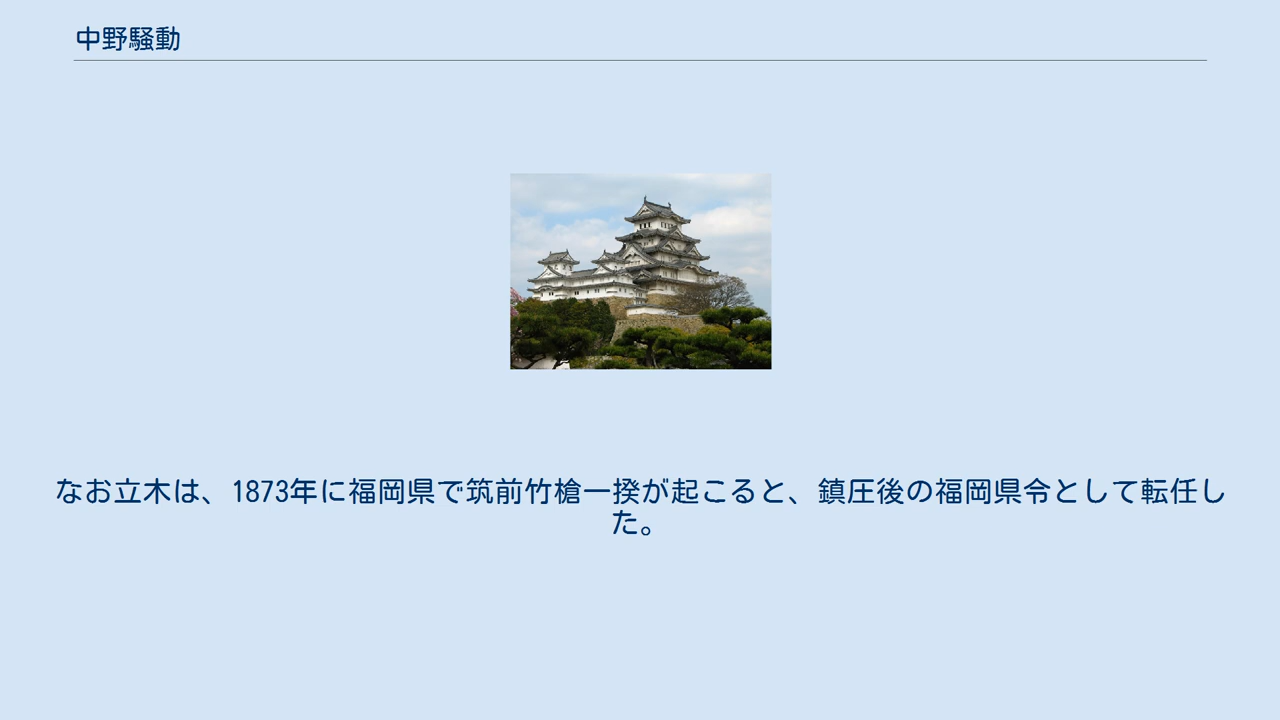 中野騒動
なお立木は、1873年に福岡県で筑前竹槍一揆が起こると、鎮圧後の福岡県令として転任し
た。